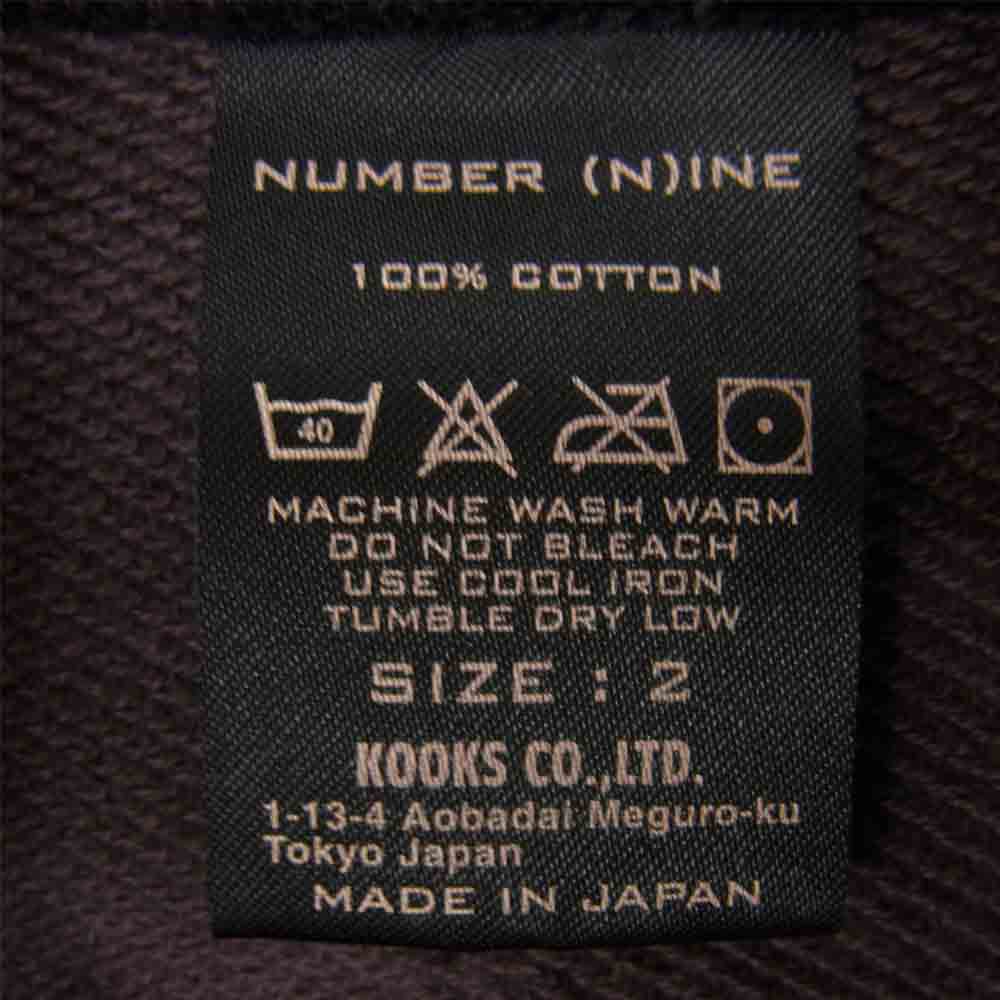 NUMBER (N)INE
100% COTTON
40
MACHINE WASH WARM
DO NOT BLEACH
USE COOL IRON
TUMBLE DRY LOW
SIZE : 2
KOOKS CO.,LTD.
1-13-4 Aobadai Meguro-ku
Tokyo Japan
MADE IN JAPAN